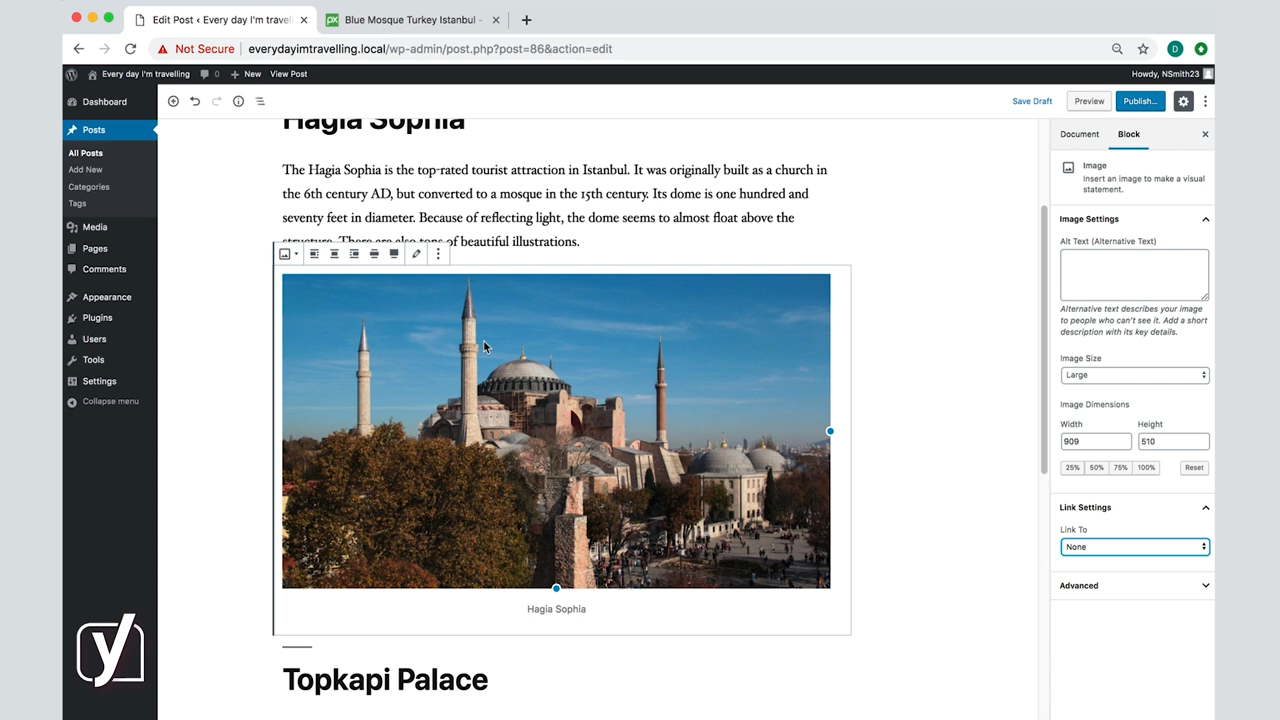 Edit Post ‹ Every day I'm travel
Blue Mosque Turkey Istanbul -
Not Secure
everydayimtravelling.local/wp-admin/post.php?post=86&action=edit
D
Every day I'm travelling
0
New
View Post
Howdy, NSmith23
Dashboard
Posts
All Posts
Add New
Categories
Tags
Media
Pages
Comments
Appearance
Plugins
Users
Tools
Settings
Collapse menu
Save Draft
Preview
Publish...
Hagia Sophia
The Hagia Sophia is the top-rated tourist attraction in Istanbul. It was originally built as a church in
the 6th century AD, but converted to a mosque in the 15th century. Its dome is one hundred and
seventy feet in diameter. Because of reflecting light, the dome seems to almost float above the
structure. There are also tons of beautiful illustrations.
Hagia Sophia
Topkapi Palace
Document
Block
Image
Insert an image to make a visual
statement.
Image Settings
Alt Text (Alternative Text)
Alternative text describes your image
to people who can't see it. Add a short
description with its key details.
Image Size
Large
Image Dimensions
Width
Height
909
510
25%
50%
75%
100%
Reset
Link Settings
Link To
None
Advanced
y